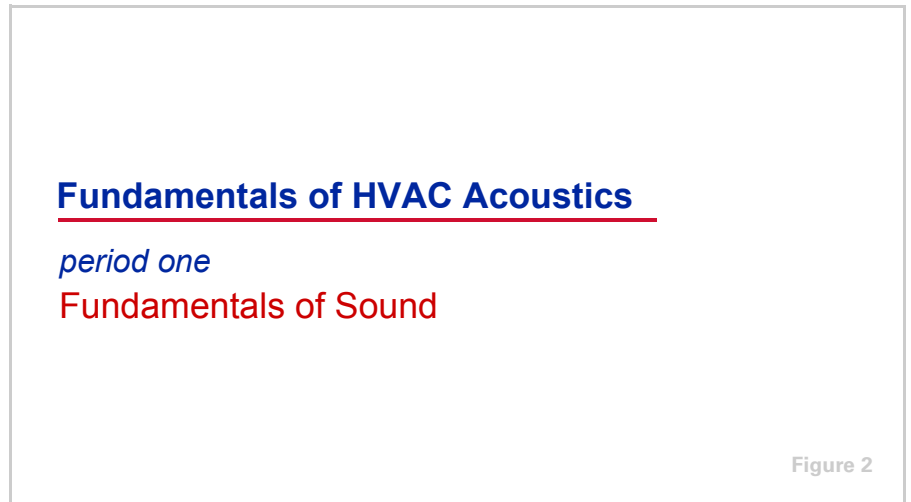 Fundamentals of HVAC Acoustics
period one
Fundamentals of Sound
Figure 2